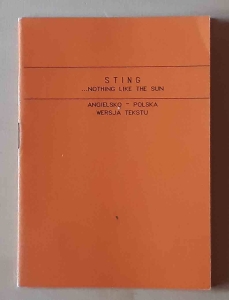 STING
...NOTHING LIKE THE SUN
ANGIELSKO - POLSKA
WERSJA TEKSTU